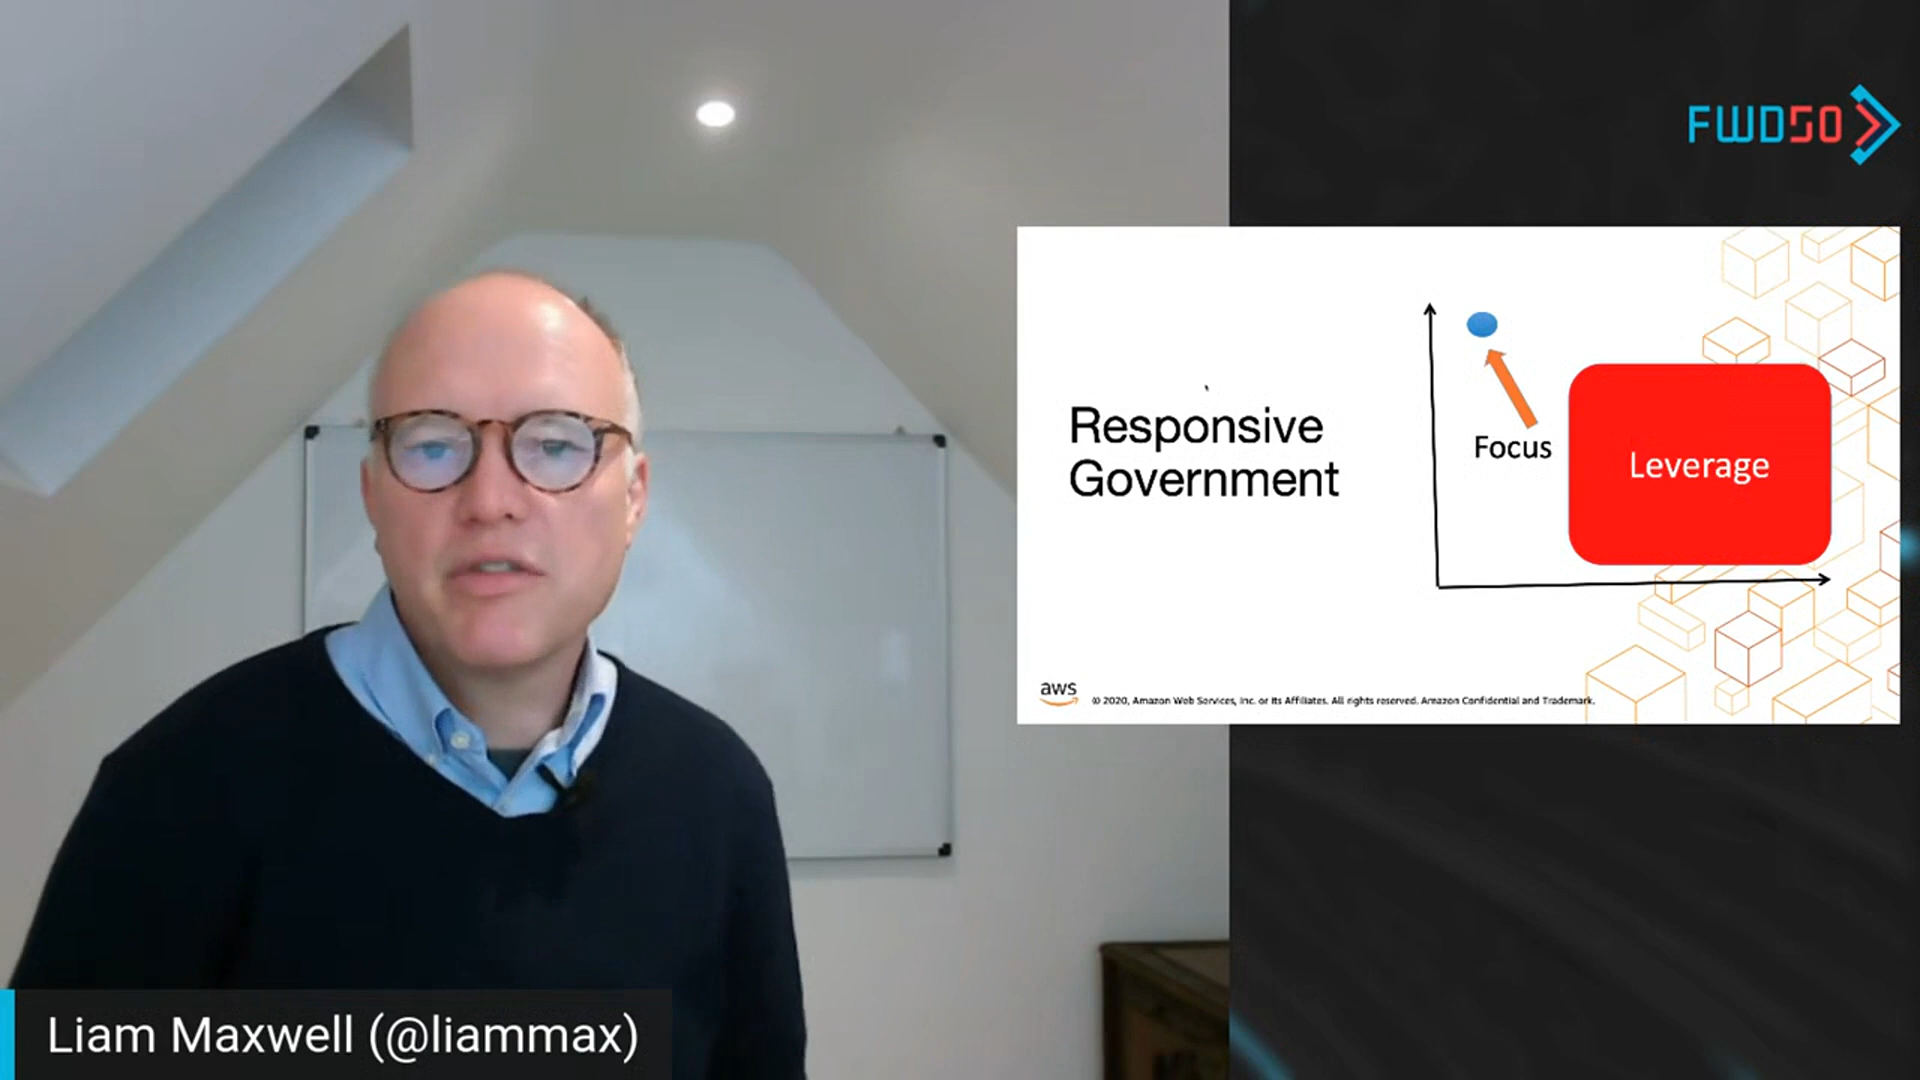 FWD50
Responsive
Government
Focus
Leverage
aws
© 2020, Amazon Web Services, Inc. or its Affiliates. All rights reserved. Amazon Confidential and Trademark.
Liam Maxwell (@liammax)